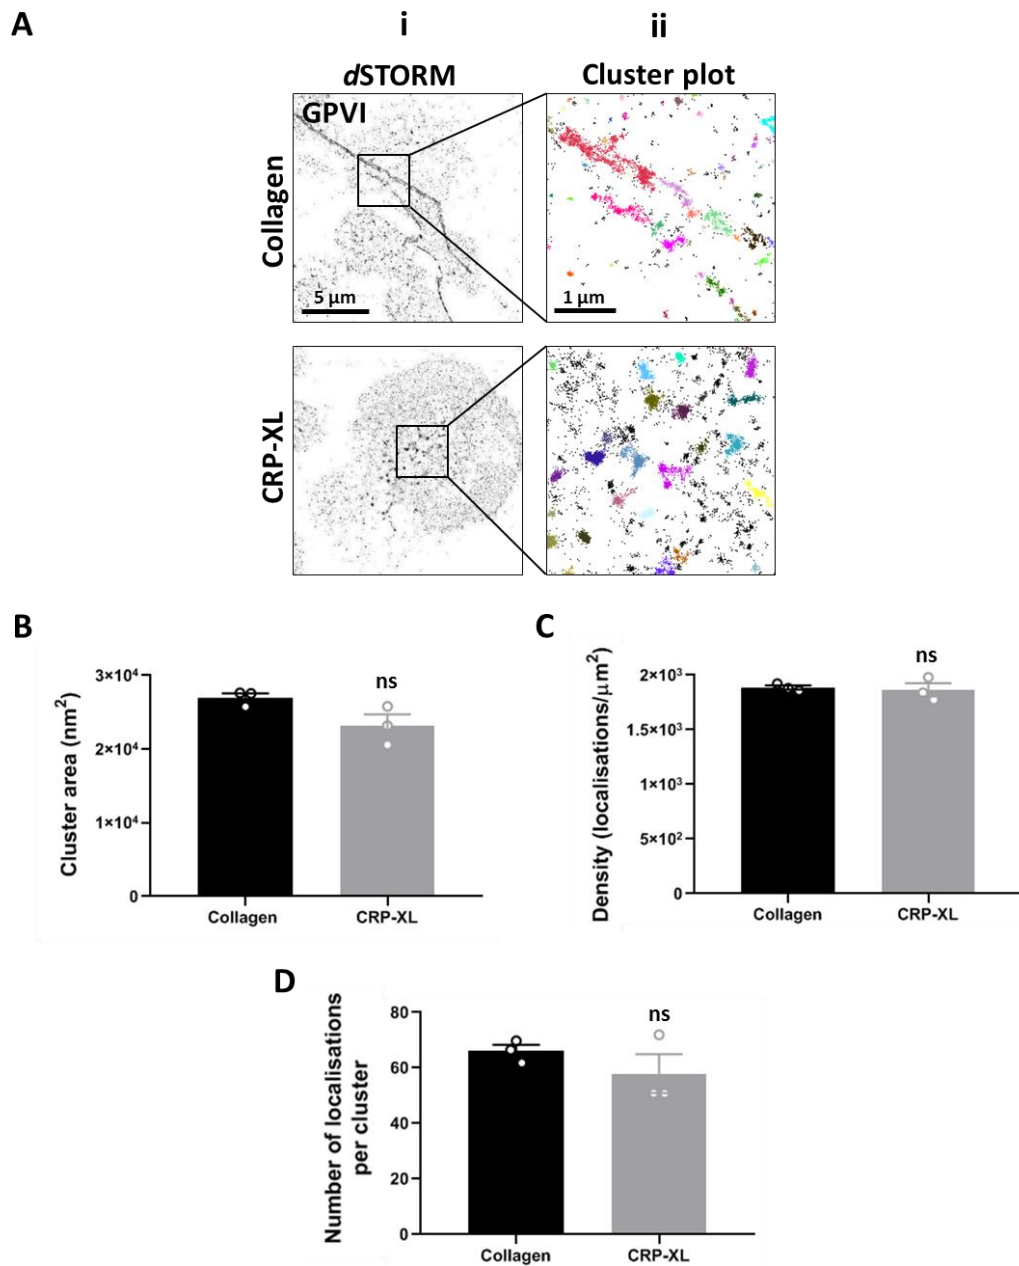 A
i
ii
dSTORM
Cluster plot
GPVI
Collagen
5 µm
1 µm
CRP-XL
B
Cluster area (nm²)
3×10⁴
2×10⁴
1×10⁴
0
ns
Collagen
CRP-XL
C
Density (localisations/µm²)
2×10³
1.5×10³
1×10³
5×10²
0
ns
Collagen
CRP-XL
D
Number of localisations
per cluster
80
60
40
20
0
ns
Collagen
CRP-XL